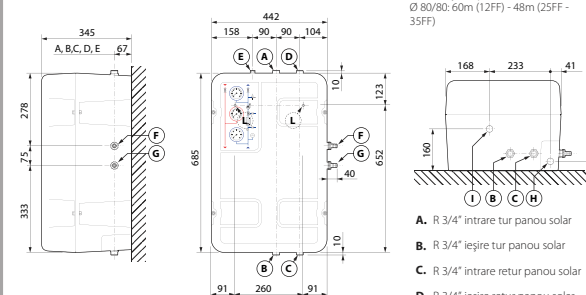 Ø 80/80: 60m (12FF) - 48m (25FF -
35FF)
345
A, B,C, D, E
67
278
75
333
F
G
442
158
90
90
104
E
A
D
10
123
L
L
F
G
685
652
40
10
B
C
91
260
91
168
233
41
160
I
B
C
H
A. R 3/4" intrare tur panou solar
B. R 3/4" ieşire tur panou solar
C. R 3/4" intrare retur panou solar